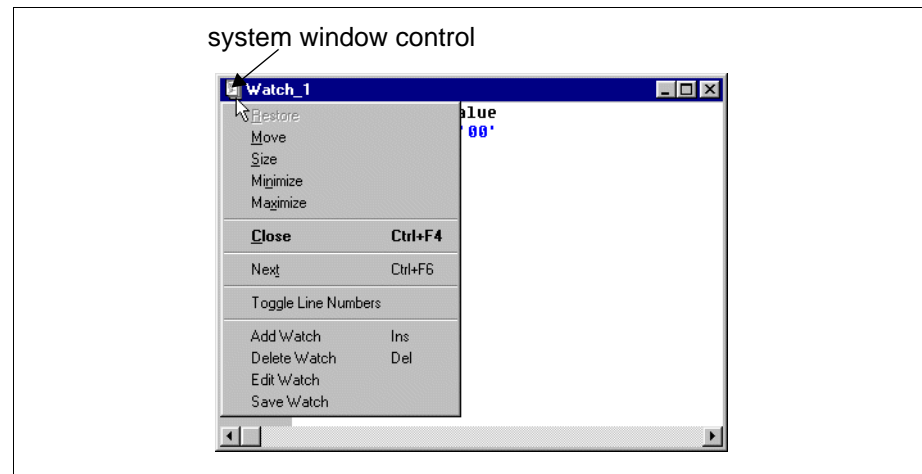 system window control
Watch_1
Restore
alue
Move
'00'
Size
Minimize
Maximize
Close Ctrl+F4
Next Ctrl+F6
Toggle Line Numbers
Add Watch Ins
Delete Watch Del
Edit Watch
Save Watch